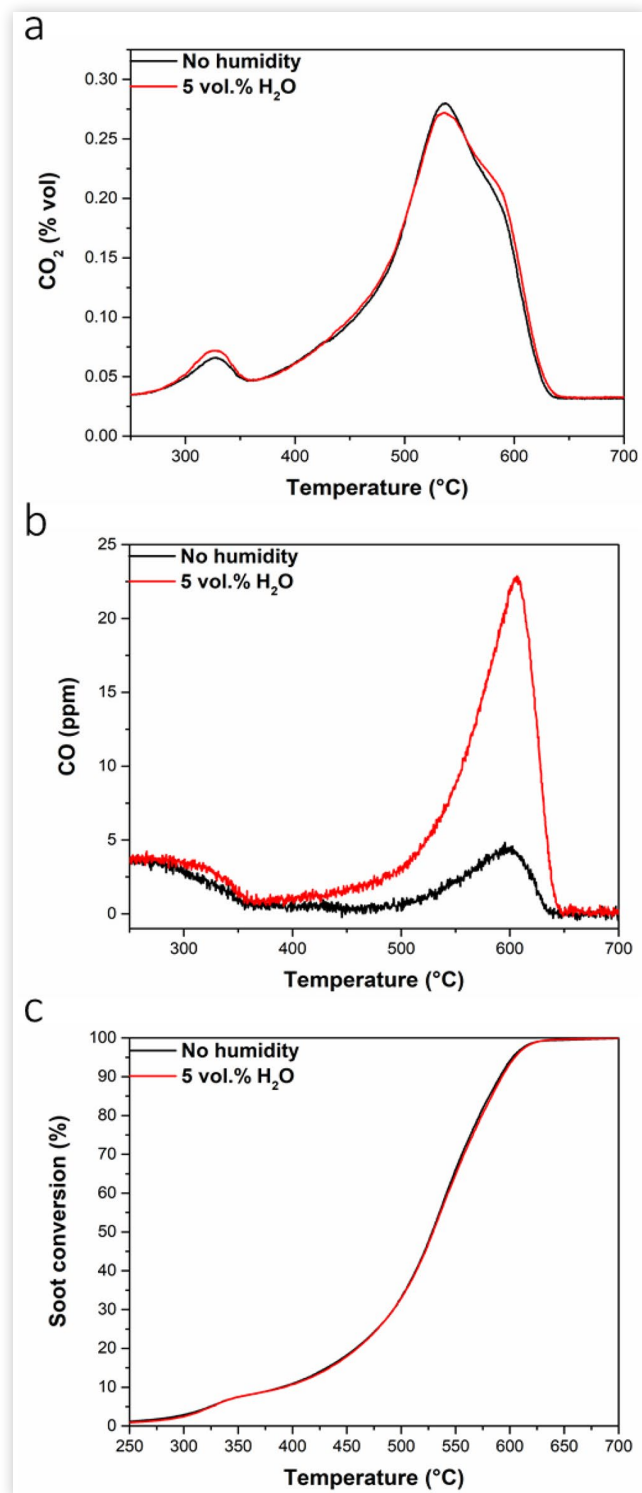 a
No humidity
5 vol.% H₂O
CO₂ (% vol)
0.30
0.25
0.20
0.15
0.10
0.05
0.00
300 400 500 600 700
Temperature (°C)
b
No humidity
5 vol.% H₂O
CO (ppm)
25
20
15
10
5
0
300 400 500 600 700
Temperature (°C)
c
No humidity
5 vol.% H₂O
Soot conversion (%)
100
90
80
70
60
50
40
30
20
10
0
250 300 350 400 450 500 550 600 650 700
Temperature (°C)